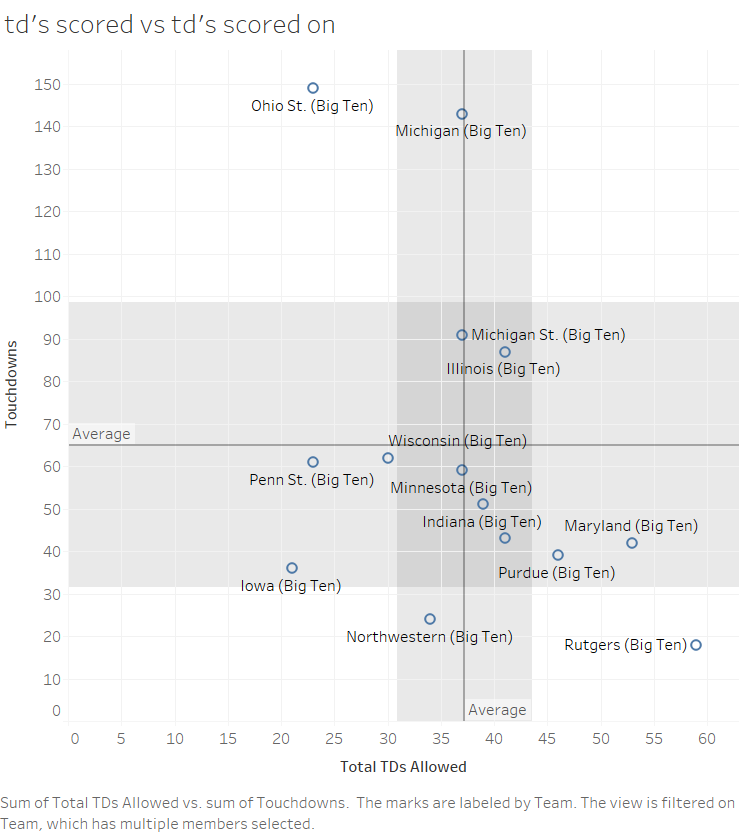 td's scored vs td's scored on
150
140
130
120
110
100
90
80
70
60
50
40
30
20
10
0
Touchdowns
Ohio St. (Big Ten)
Michigan (Big Ten)
Michigan St. (Big Ten)
Illinois (Big Ten)
Average
Wisconsin (Big Ten)
Penn St. (Big Ten)
Minnesota (Big Ten)
Indiana (Big Ten)
Maryland (Big Ten)
Purdue (Big Ten)
Iowa (Big Ten)
Northwestern (Big Ten)
Rutgers (Big Ten)
Average
0 5 10 15 20 25 30 35 40 45 50 55 60
Total TDs Allowed
Sum of Total TDs Allowed vs. sum of Touchdowns. The marks are labeled by Team. The view is filtered on
Team, which has multiple members selected.